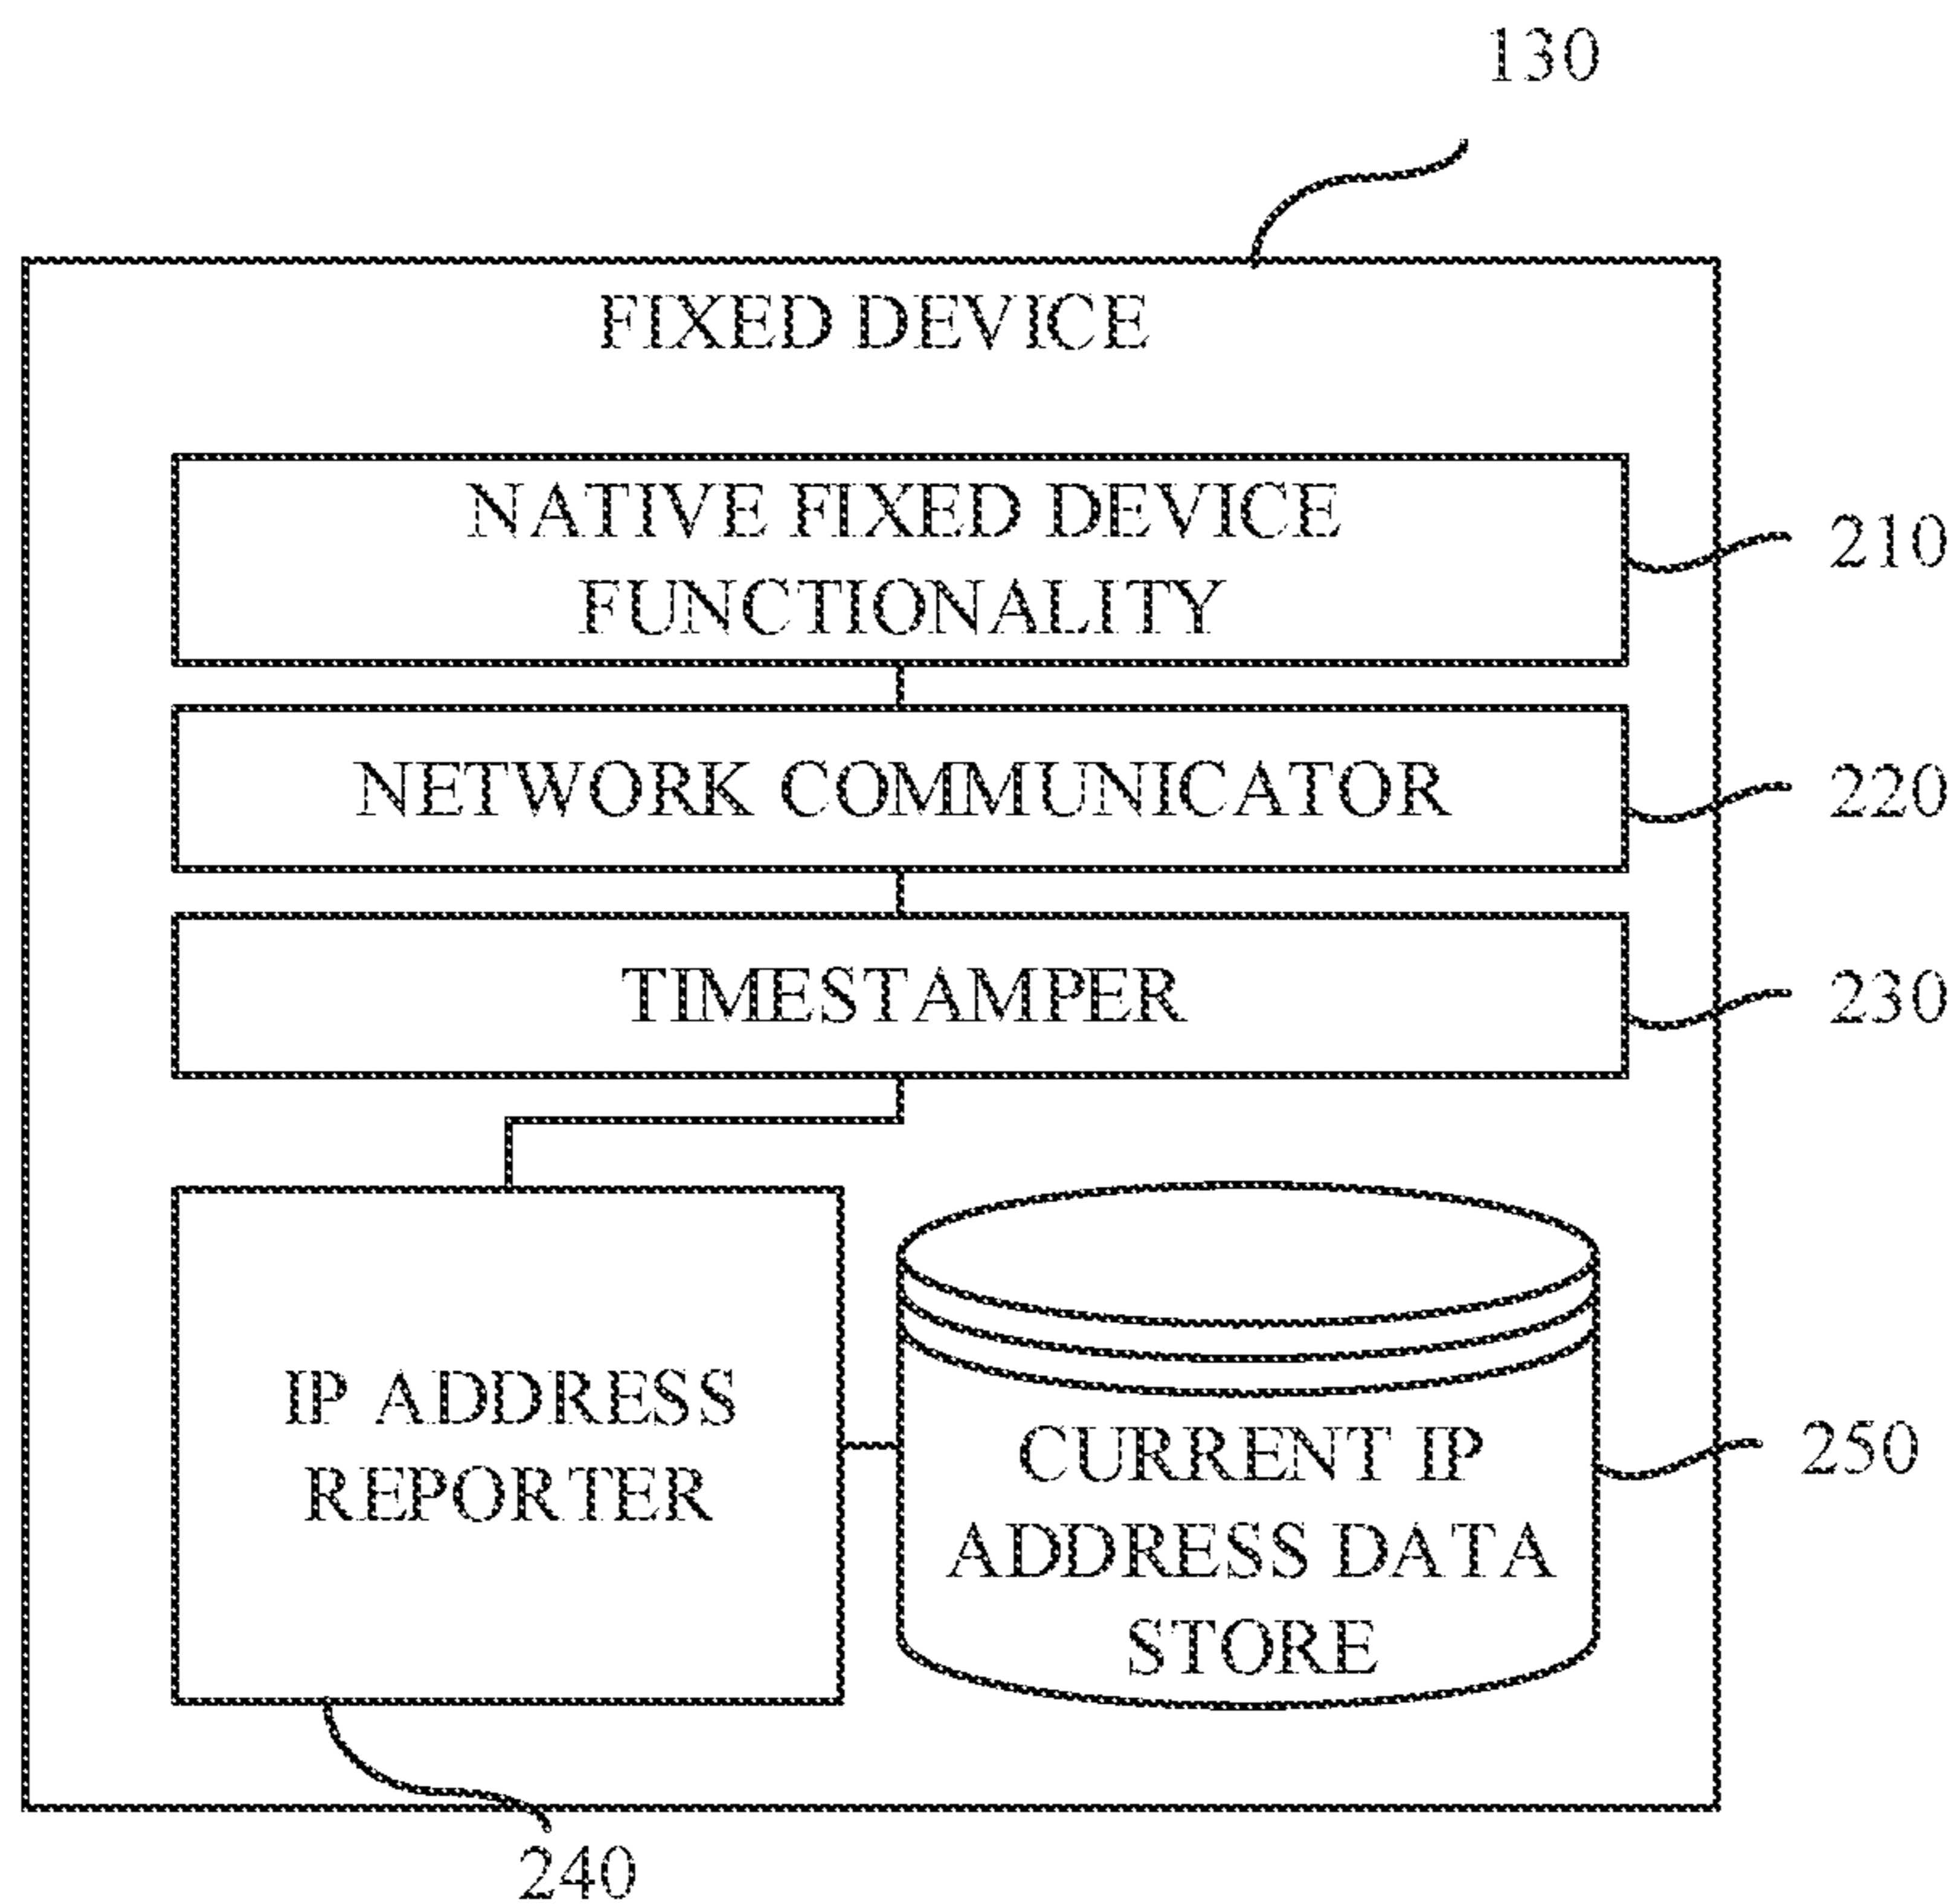 130
FIXED DEVICE
NATIVE FIXED DEVICE
FUNCTIONALITY
210
NETWORK COMMUNICATOR
220
TIMESTAMPER
230
IP ADDRESS
REPORTER
CURRENT IP
ADDRESS DATA
STORE
250
240